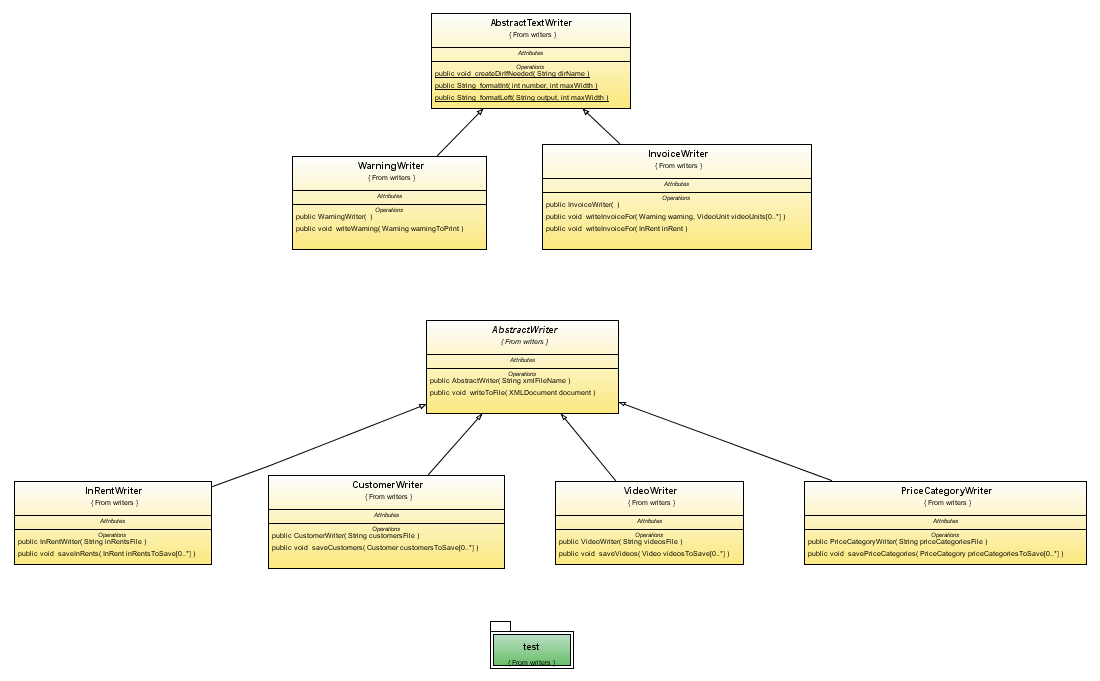 AbstractTextWriter
{ From writers }
Attributes
Operations
public void createDirIfNeeded( String dirName )
public String formatInt( int number, int maxWidth )
public String formatLeft( String output, int maxWidth )
WarningWriter
{ From writers }
Attributes
Operations
public WarningWriter( )
public void writeWarning( Warning warningToPrint )
InvoiceWriter
{ From writers }
Attributes
Operations
public InvoiceWriter( )
public void writeInvoiceFor( Warning warning, VideoUnit videoUnits[0..*] )
public void writeInvoiceFor( InRent inRent )
AbstractWriter
{ From writers }
Attributes
Operations
public AbstractWriter( String xmlFileName )
public void writeToFile( XMLDocument document )
InRentWriter
{ From writers }
Attributes
Operations
public InRentWriter( String inRentsFile )
public void saveInRents( InRent inRentsToSave[0..*] )
CustomerWriter
{ From writers }
Attributes
Operations
public CustomerWriter( String customersFile )
public void saveCustomers( Customer customersToSave[0..*] )
VideoWriter
{ From writers }
Attributes
Operations
public VideoWriter( String videosFile )
public void saveVideos( Video videosToSave[0..*] )
PriceCategoryWriter
{ From writers }
Attributes
Operations
public PriceCategoryWriter( String priceCategoriesFile )
public void savePriceCategories( PriceCategory priceCategoriesToSave[0..*] )
test
{ From writers }